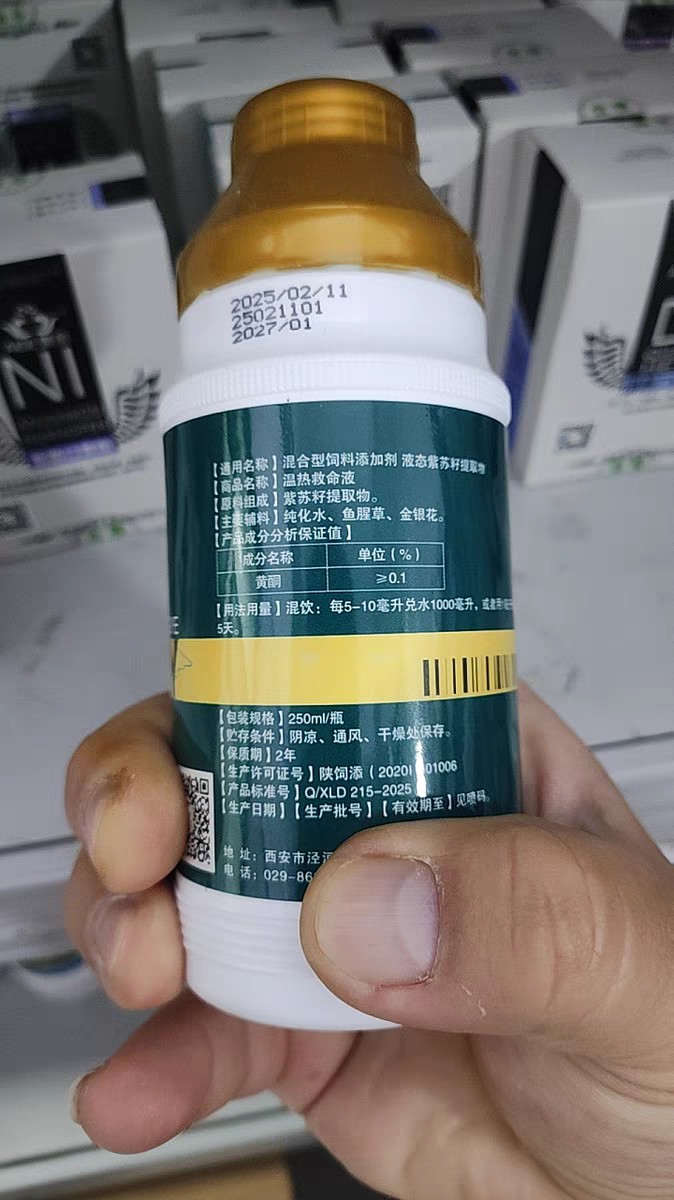 2025/02/11
25021101
2027/01
【通用名称】混合型饲料添加剂 液态紫苏籽提取物
【商品名称】温热救命液
【原料组成】紫苏籽提取物。
【主要辅料】纯化水、鱼腥草、金银花。
【产品成分分析保证值】
成分名称 单位(%)
黄酮 ≥0.1
【用法用量】混饮:每5-10毫升兑水1000毫升,或
5天。
【包装规格】250ml/瓶
【贮存条件】阴凉、通风、干燥处保存。
【保质期】2年
【生产许可证号】陕饲添(2020) 01006
【产品标准号】Q/XLD 215-2025
【生产日期】【生产批号】【有效期至】见喷码。
地 址:西安市泾河
电 话:029-86
NI